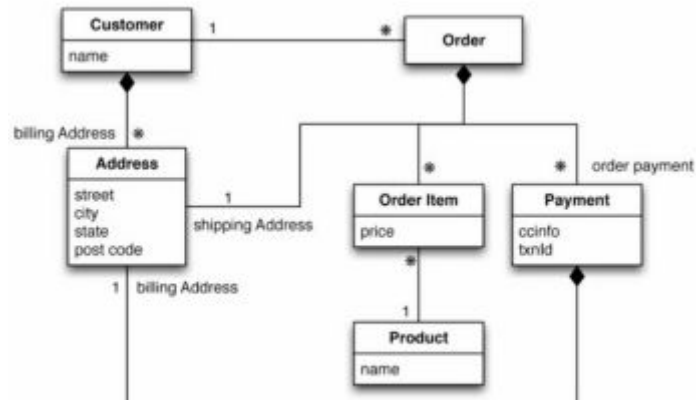 Customer
name
1
*
Order
billing Address
*
Address
street
city
state
post code
1
shipping Address
*
Order Item
price
*
order payment
Payment
ccinfo
txnId
*
1
Product
name
1
billing Address